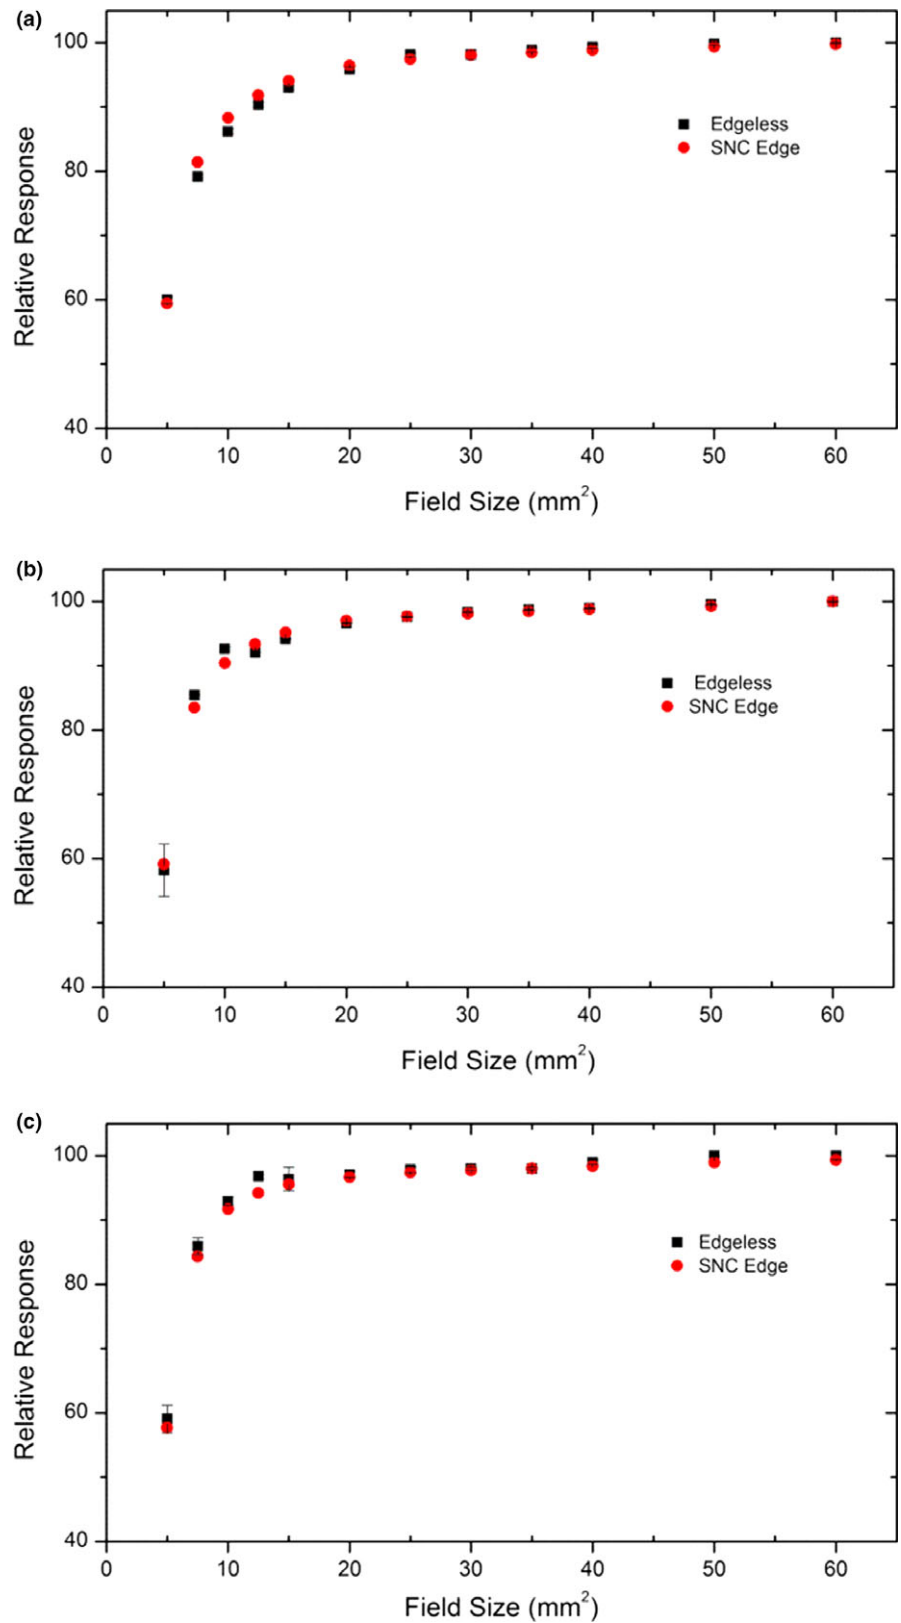 (a)
100
80
60
40
Relative Response
Edgeless
SNC Edge
0 10 20 30 40 50 60
Field Size (mm²)
(b)
100
80
60
40
Relative Response
Edgeless
SNC Edge
0 10 20 30 40 50 60
Field Size (mm²)
(c)
100
80
60
40
Relative Response
Edgeless
SNC Edge
0 10 20 30 40 50 60
Field Size (mm²)